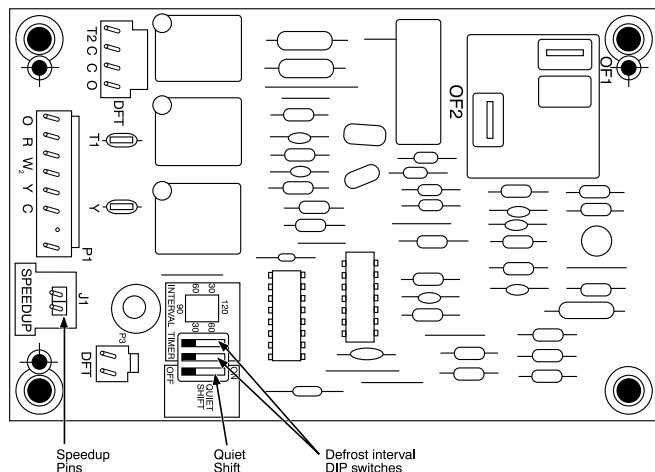 T2 C C O
DFT
T1
Y
O R W2 Y C
P1
OF1
OF2
SPEEDUP
J1
P3
DFT
INTERVAL TIMER
30
60
120
90
60
30
OFF
ON
QUIET
SHIFT
Speedup
Pins
Quiet
Shift
Defrost interval
DIP switches